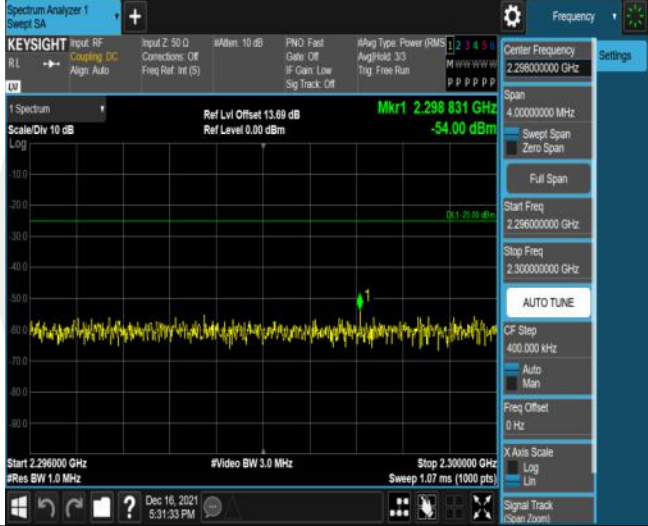 Spectrum Analyzer 1
Swept SA
+
Frequency
KEYSIGHT
RL
LV
Input: RF
Coupling: DC
Align: Auto
Input Z: 50 Ω
Corrections: Off
Freq Ref: Int (S)
#Atten: 10 dB
PNO: Fast
Gate: Off
IF Gain: Low
Sig Track: Off
#Avg Type: Power (RMS
Avg|Hold: 3/3
Trig: Free Run
1 2 3 4 5 6
M W W W W W
P P P P P P
1 Spectrum
Scale/Div 10 dB
Log
Ref Lvl Offset 13.69 dB
Ref Level 0.00 dBm
Mkr1 2.298 831 GHz
-54.00 dBm
-10.0
-20.0
-30.0
-40.0
-50.0
-60.0
-70.0
-80.0
-90.0
DL1 -25.00 dBm
1
Start 2.296000 GHz
#Res BW 1.0 MHz
#Video BW 3.0 MHz
Stop 2.300000 GHz
Sweep 1.07 ms (1000 pts)
?
Dec 16, 2021
5:31:33 PM
Center Frequency
2.298000000 GHz
Settings
Span
4.00000000 MHz
Swept Span
Zero Span
Full Span
Start Freq
2.296000000 GHz
Stop Freq
2.300000000 GHz
AUTO TUNE
CF Step
400.000 kHz
Auto
Man
Freq Offset
0 Hz
X Axis Scale
Log
Lin
Signal Track
(Span Zoom)